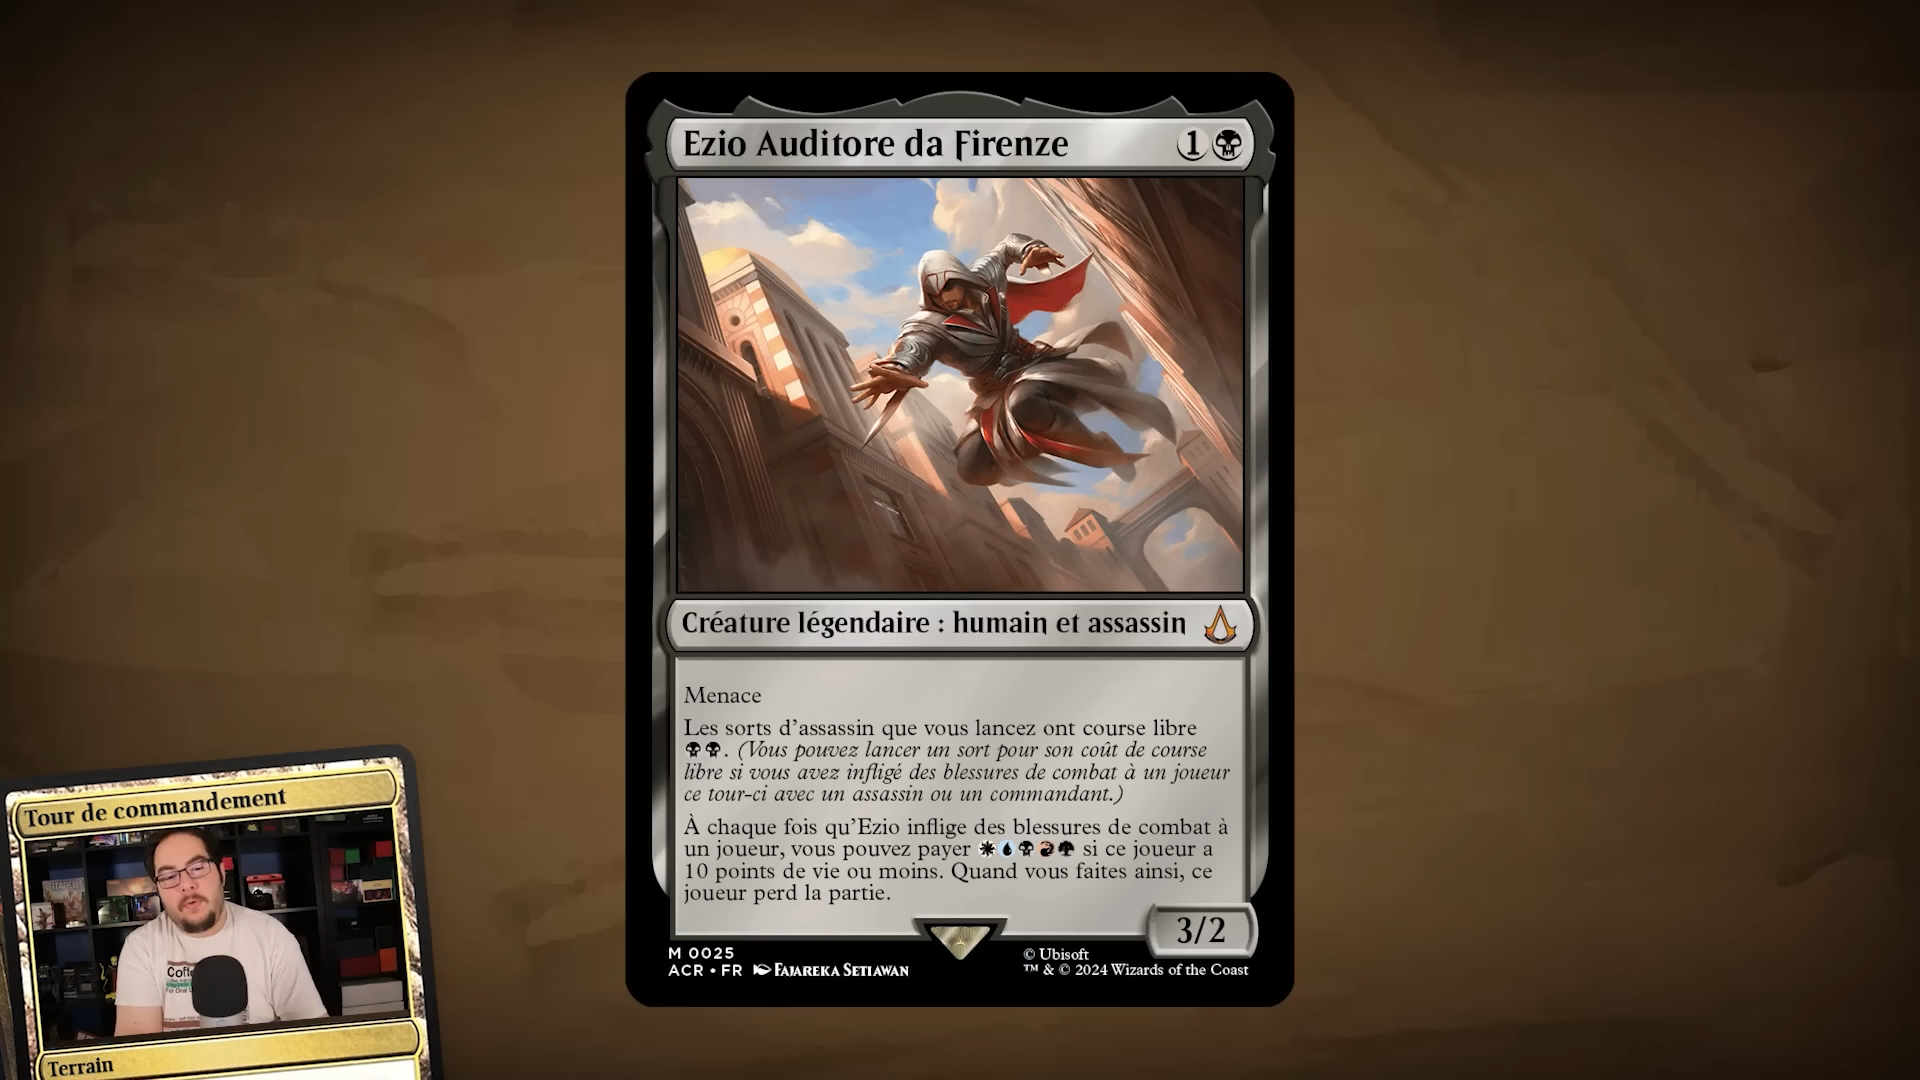 Ezio Auditore da Firenze
1
Créature légendaire : humain et assassin
Menace
Les sorts d'assassin que vous lancez ont course libre
. (Vous pouvez lancer un sort pour son coût de course
libre si vous avez infligé des blessures de combat à un joueur
ce tour-ci avec un assassin ou un commandant.)
À chaque fois qu'Ezio inflige des blessures de combat à
un joueur, vous pouvez payer si ce joueur a
10 points de vie ou moins. Quand vous faites ainsi, ce
joueur perd la partie.
3/2
M 0025
ACR • FR Fajareka Setiawan
© Ubisoft
™ & © 2024 Wizards of the Coast
Tour de commandement
Terrain